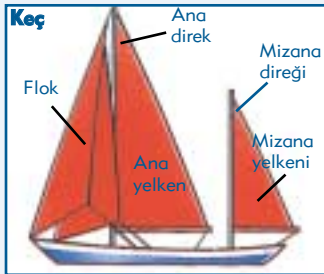 Keç
Ana
direk
Mizana
direği
Flok
Ana
yelken
Mizana
yelkeni